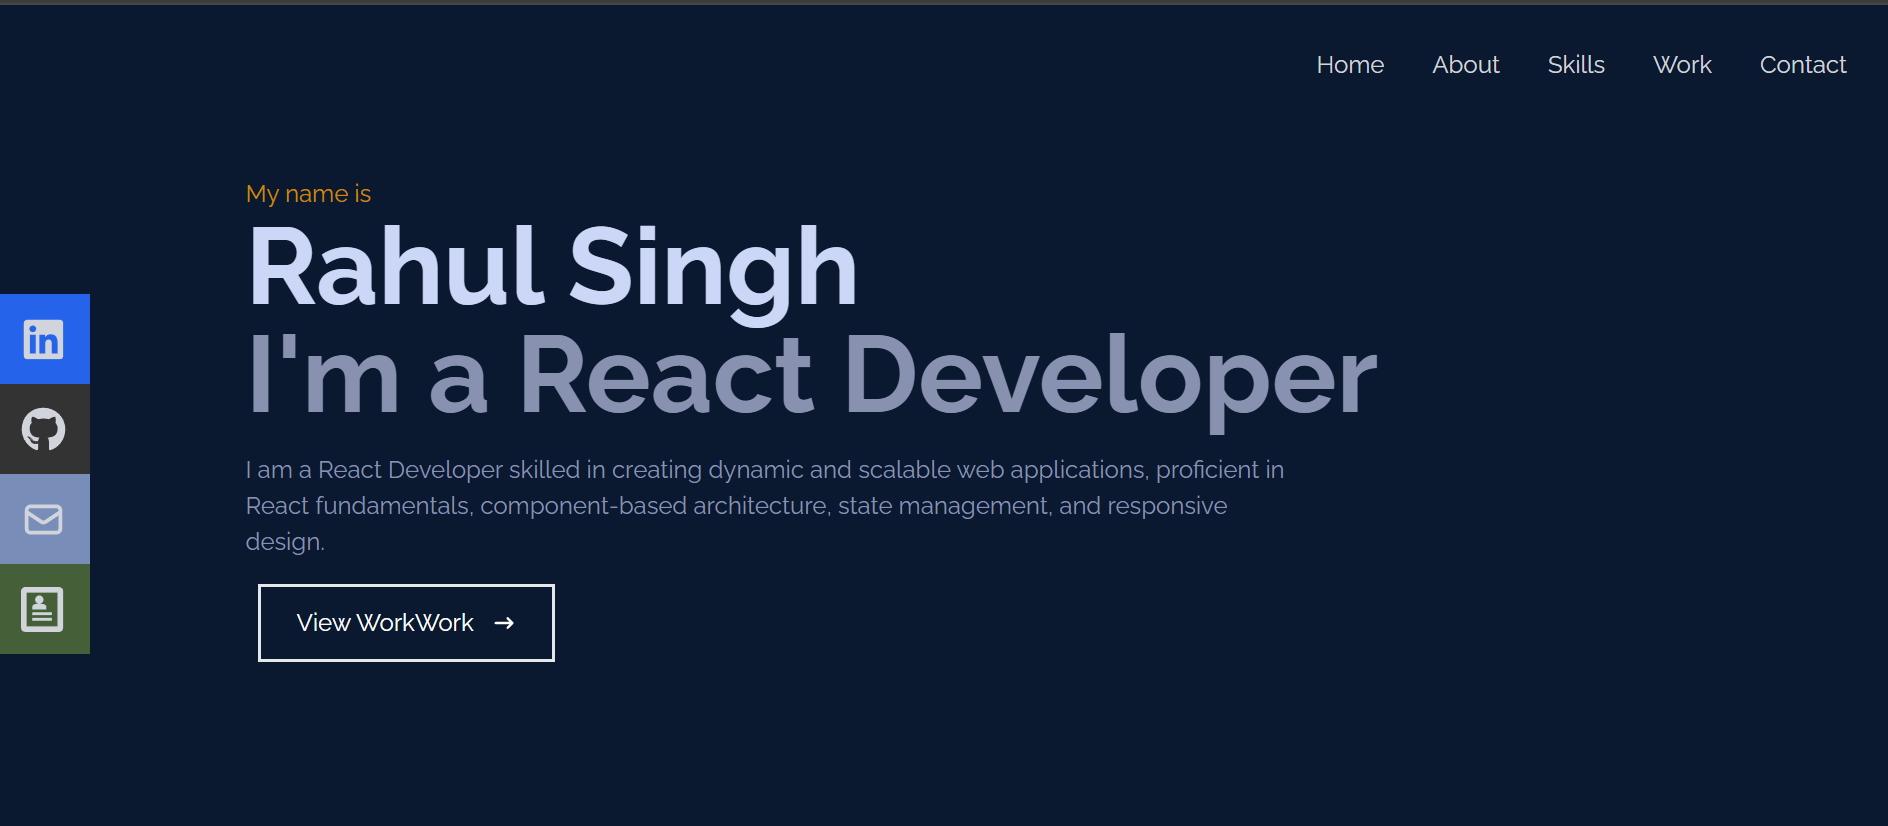 Home About Skills Work Contact
My name is
Rahul Singh
I'm a React Developer
in
I am a React Developer skilled in creating dynamic and scalable web applications, proficient in
React fundamentals, component-based architecture, state management, and responsive
design.
View WorkWork